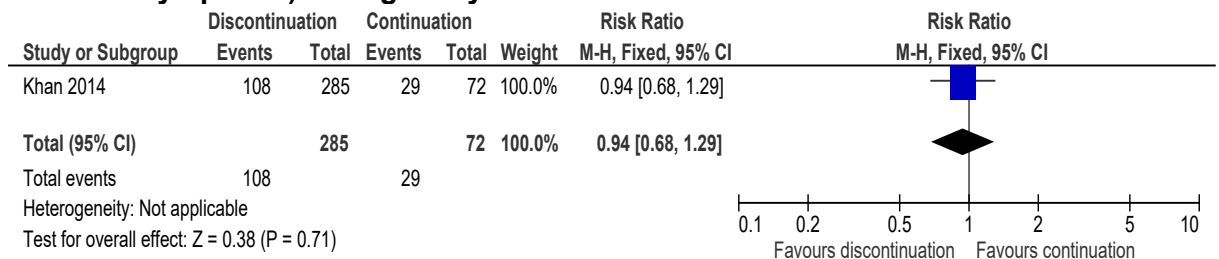 Discontinuation Continuation Risk Ratio Risk Ratio
Study or Subgroup Events Total Events Total Weight M-H, Fixed, 95% CI M-H, Fixed, 95% CI
Khan 2014 108 285 29 72 100.0% 0.94 [0.68, 1.29]
Total (95% CI) 285 72 100.0% 0.94 [0.68, 1.29]
Total events 108 29
Heterogeneity: Not applicable
Test for overall effect: Z = 0.38 (P = 0.71)
0.1 0.2 0.5 1 2 5 10
Favours discontinuation Favours continuation